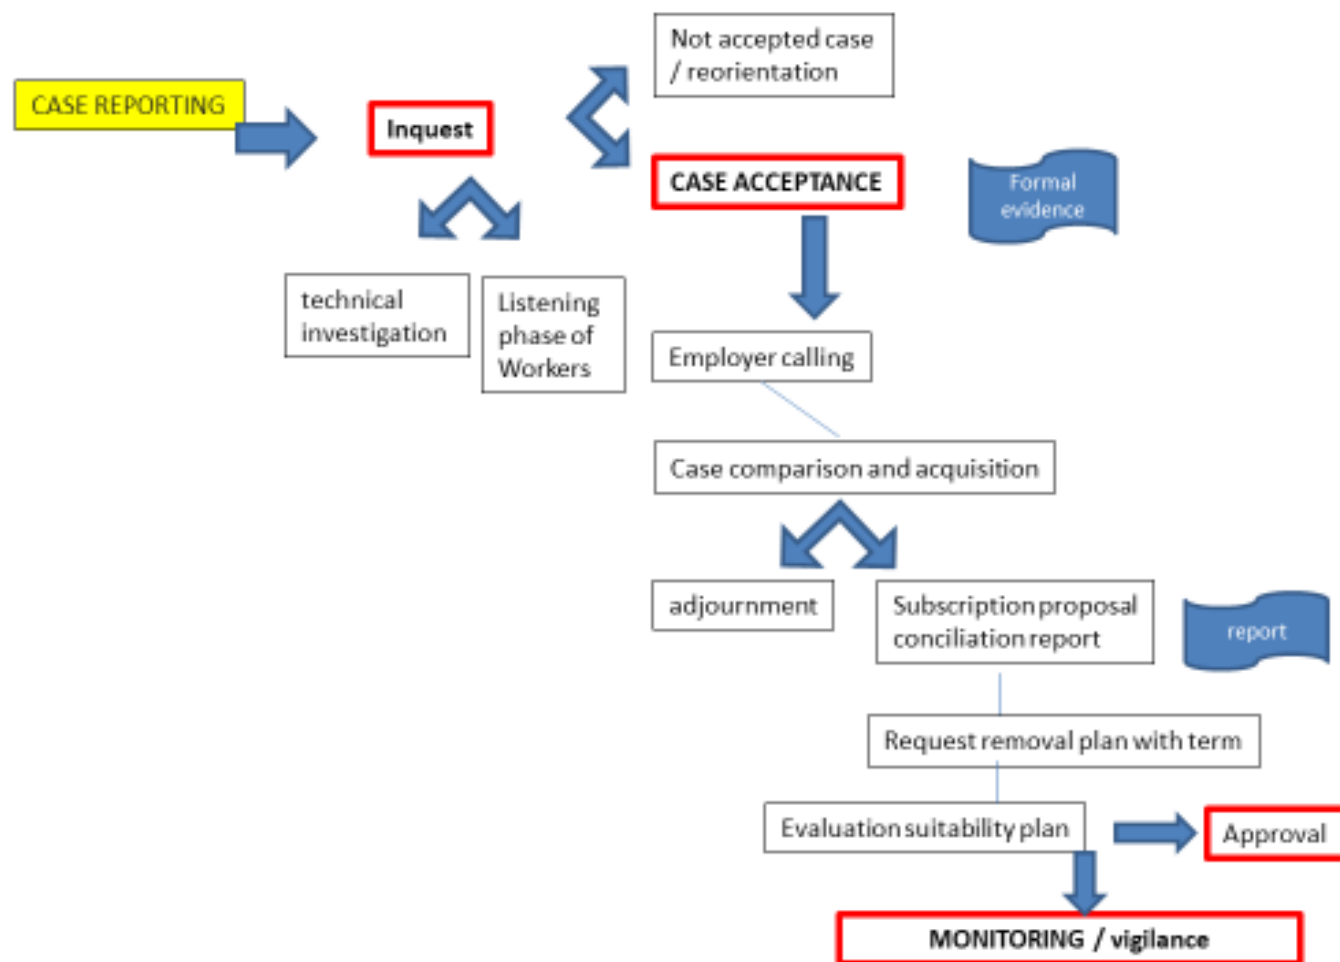 Not accepted case
/ reorientation
CASE REPORTING
Inquest
CASE ACCEPTANCE
Formal
evidence
technical
investigation
Listening
phase of
Workers
Employer calling
Case comparison and acquisition
adjournment
Subscription proposal
conciliation report
report
Request removal plan with term
Evaluation suitability plan
Approval
MONITORING / vigilance